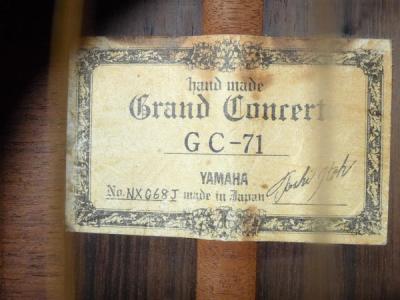 hand made
Grand Concert
GC-71
YAMAHA
No. NX068J made in Japan